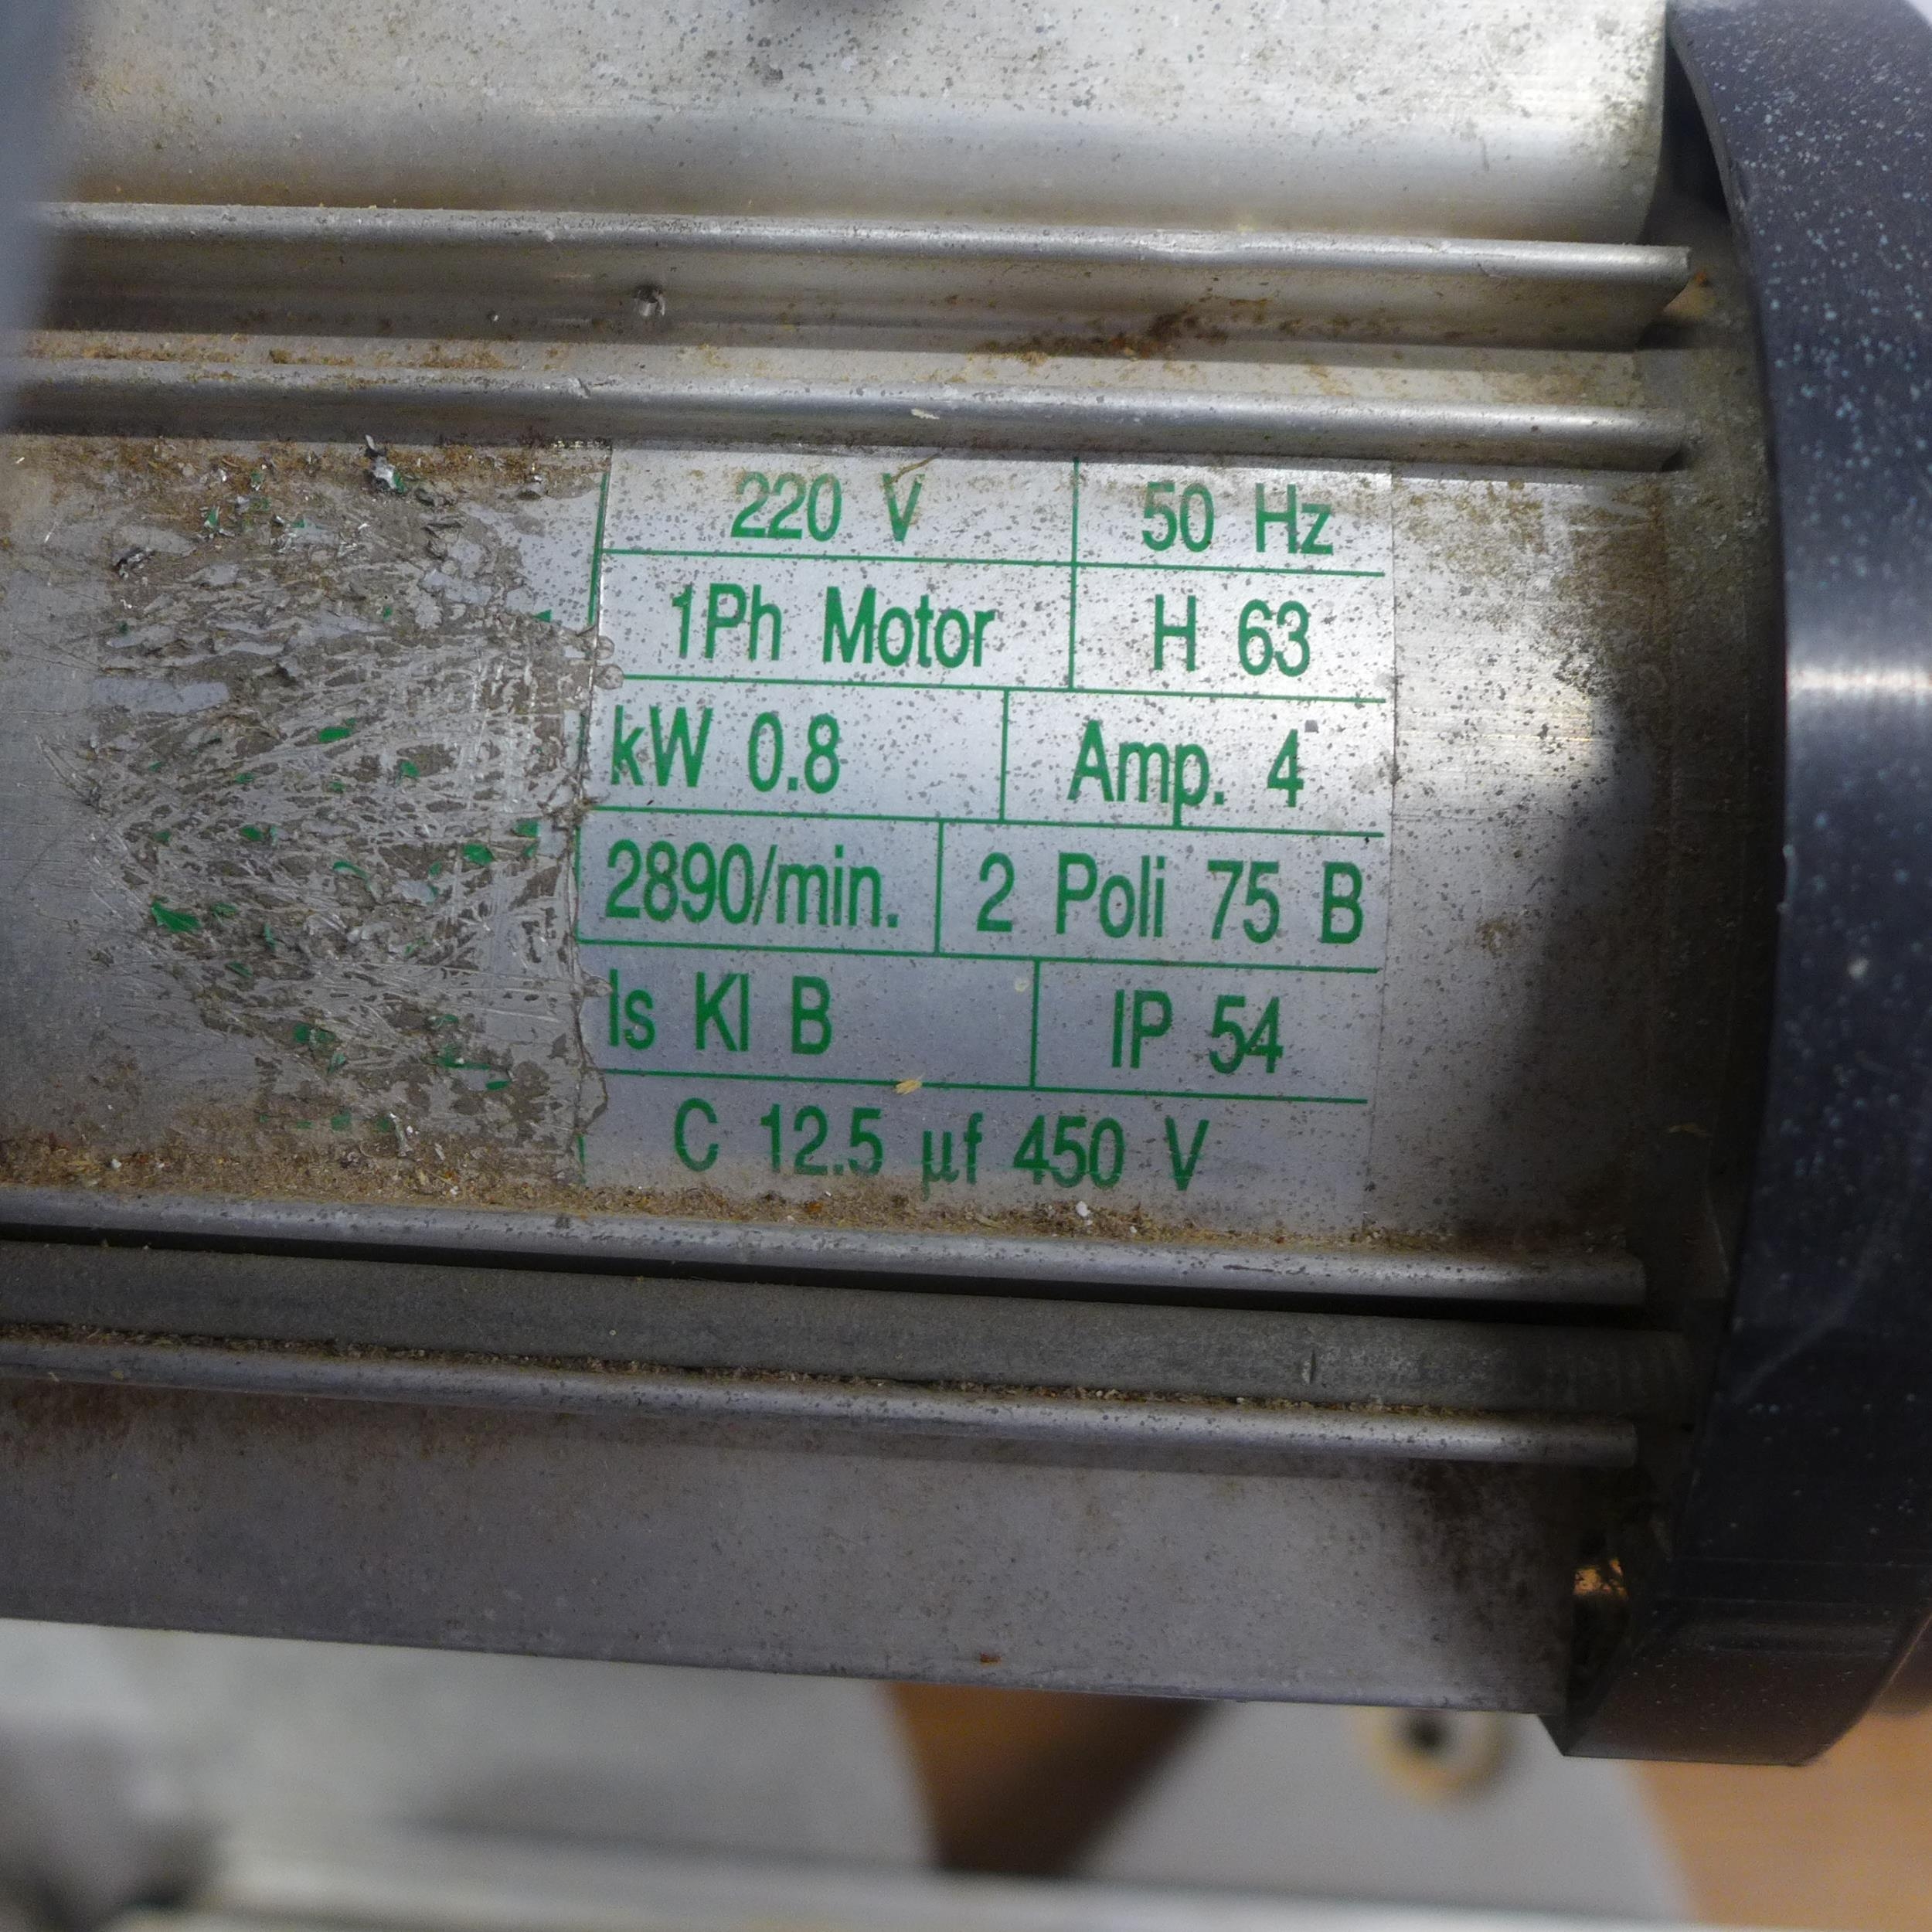 220 V 50 Hz
1Ph Motor H 63
kW 0.8 Amp. 4
2890/min. 2 Poli 75 B
Is Kl B IP 54
C 12.5 µf 450 V